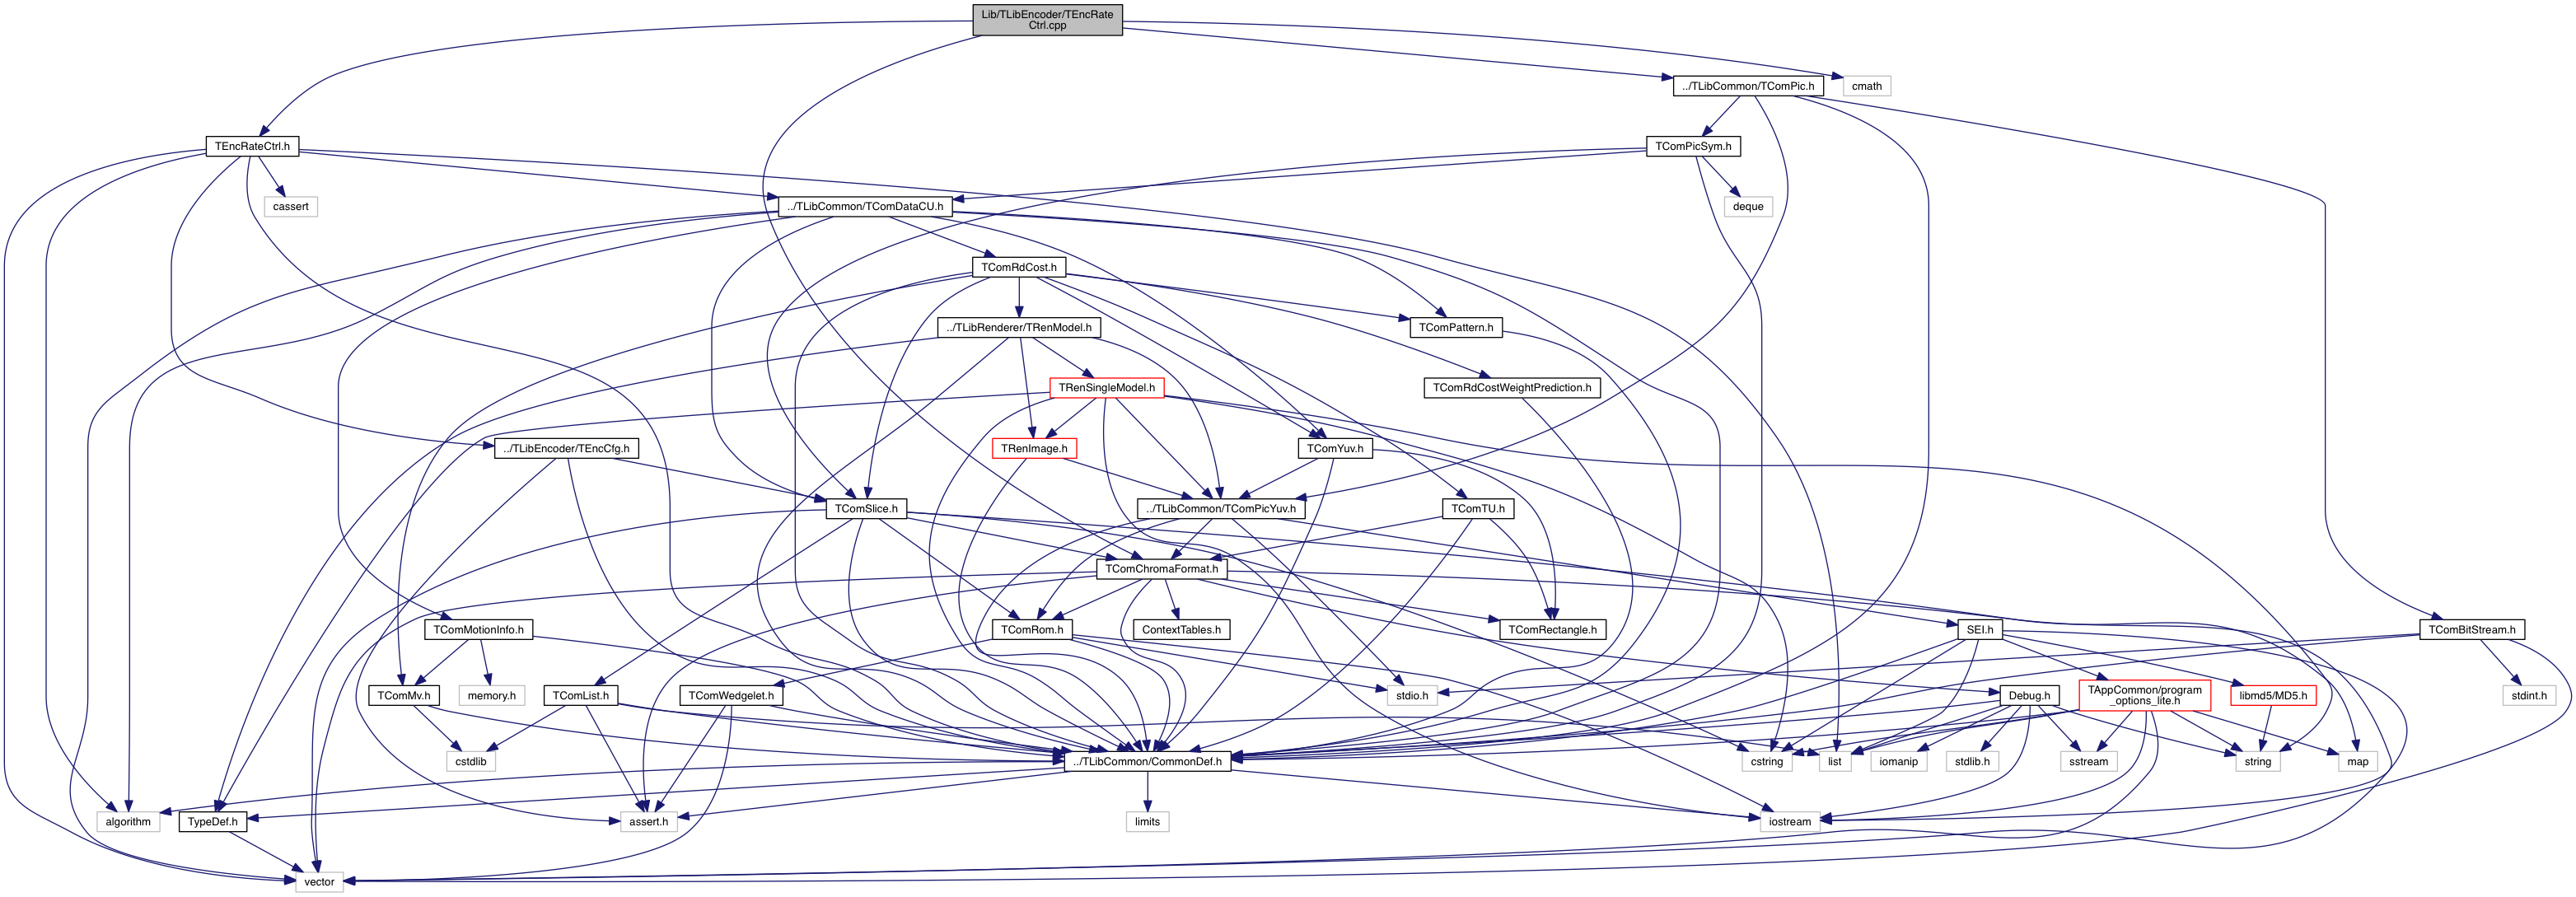 Lib/TLibEncoder/TEncRate
Ctrl.cpp
../TLibCommon/TComPic.h
cmath
TEncRateCtrl.h
TComPicSym.h
cassert
../TLibCommon/TComDataCU.h
deque
TComRdCost.h
../TLibRenderer/TRenModel.h
TComPattern.h
TRenSingleModel.h
TComRdCostWeightPrediction.h
../TLibEncoder/TEncCfg.h
TRenImage.h
TComYuv.h
TComSlice.h
../TLibCommon/TComPicYuv.h
TComTU.h
TComChromaFormat.h
TComMotionInfo.h
TComRom.h
ContextTables.h
TComRectangle.h
SEI.h
TComBitStream.h
TComMv.h
memory.h
TComList.h
TComWedgelet.h
stdio.h
Debug.h
TAppCommon/program
_options_lite.h
libmd5/MD5.h
stdint.h
cstdlib
../TLibCommon/CommonDef.h
cstring
list
iomanip
stdlib.h
sstream
string
map
algorithm
TypeDef.h
assert.h
limits
iostream
vector